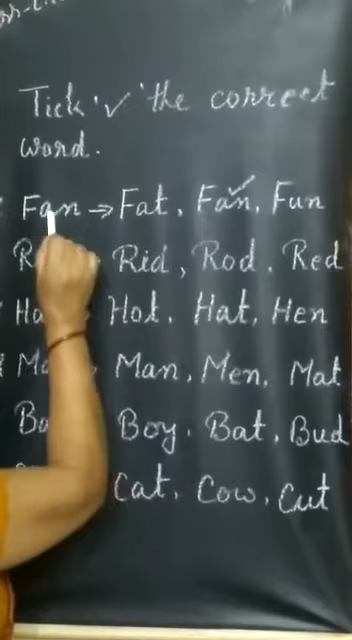 Tick '✓' the correct
word.
Fan → Fat, Fan, Fun
Rid, Rod, Red
Hot, Hat, Hen
Man, Men, Mat
Boy, Bat, Bud
Cat, Cow, Cut